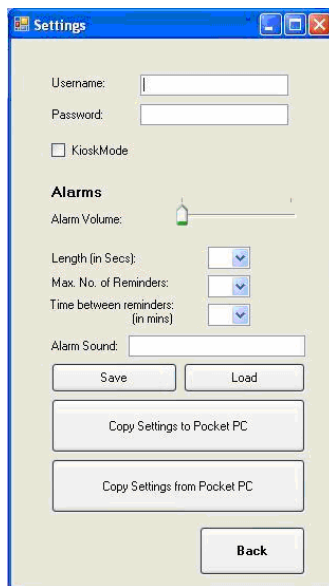 Settings
Username:
Password:
KioskMode
Alarms
Alarm Volume:
Length (in Secs):
Max. No. of Reminders:
Time between reminders:
(in mins)
Alarm Sound:
Save Load
Copy Settings to Pocket PC
Copy Settings from Pocket PC
Back